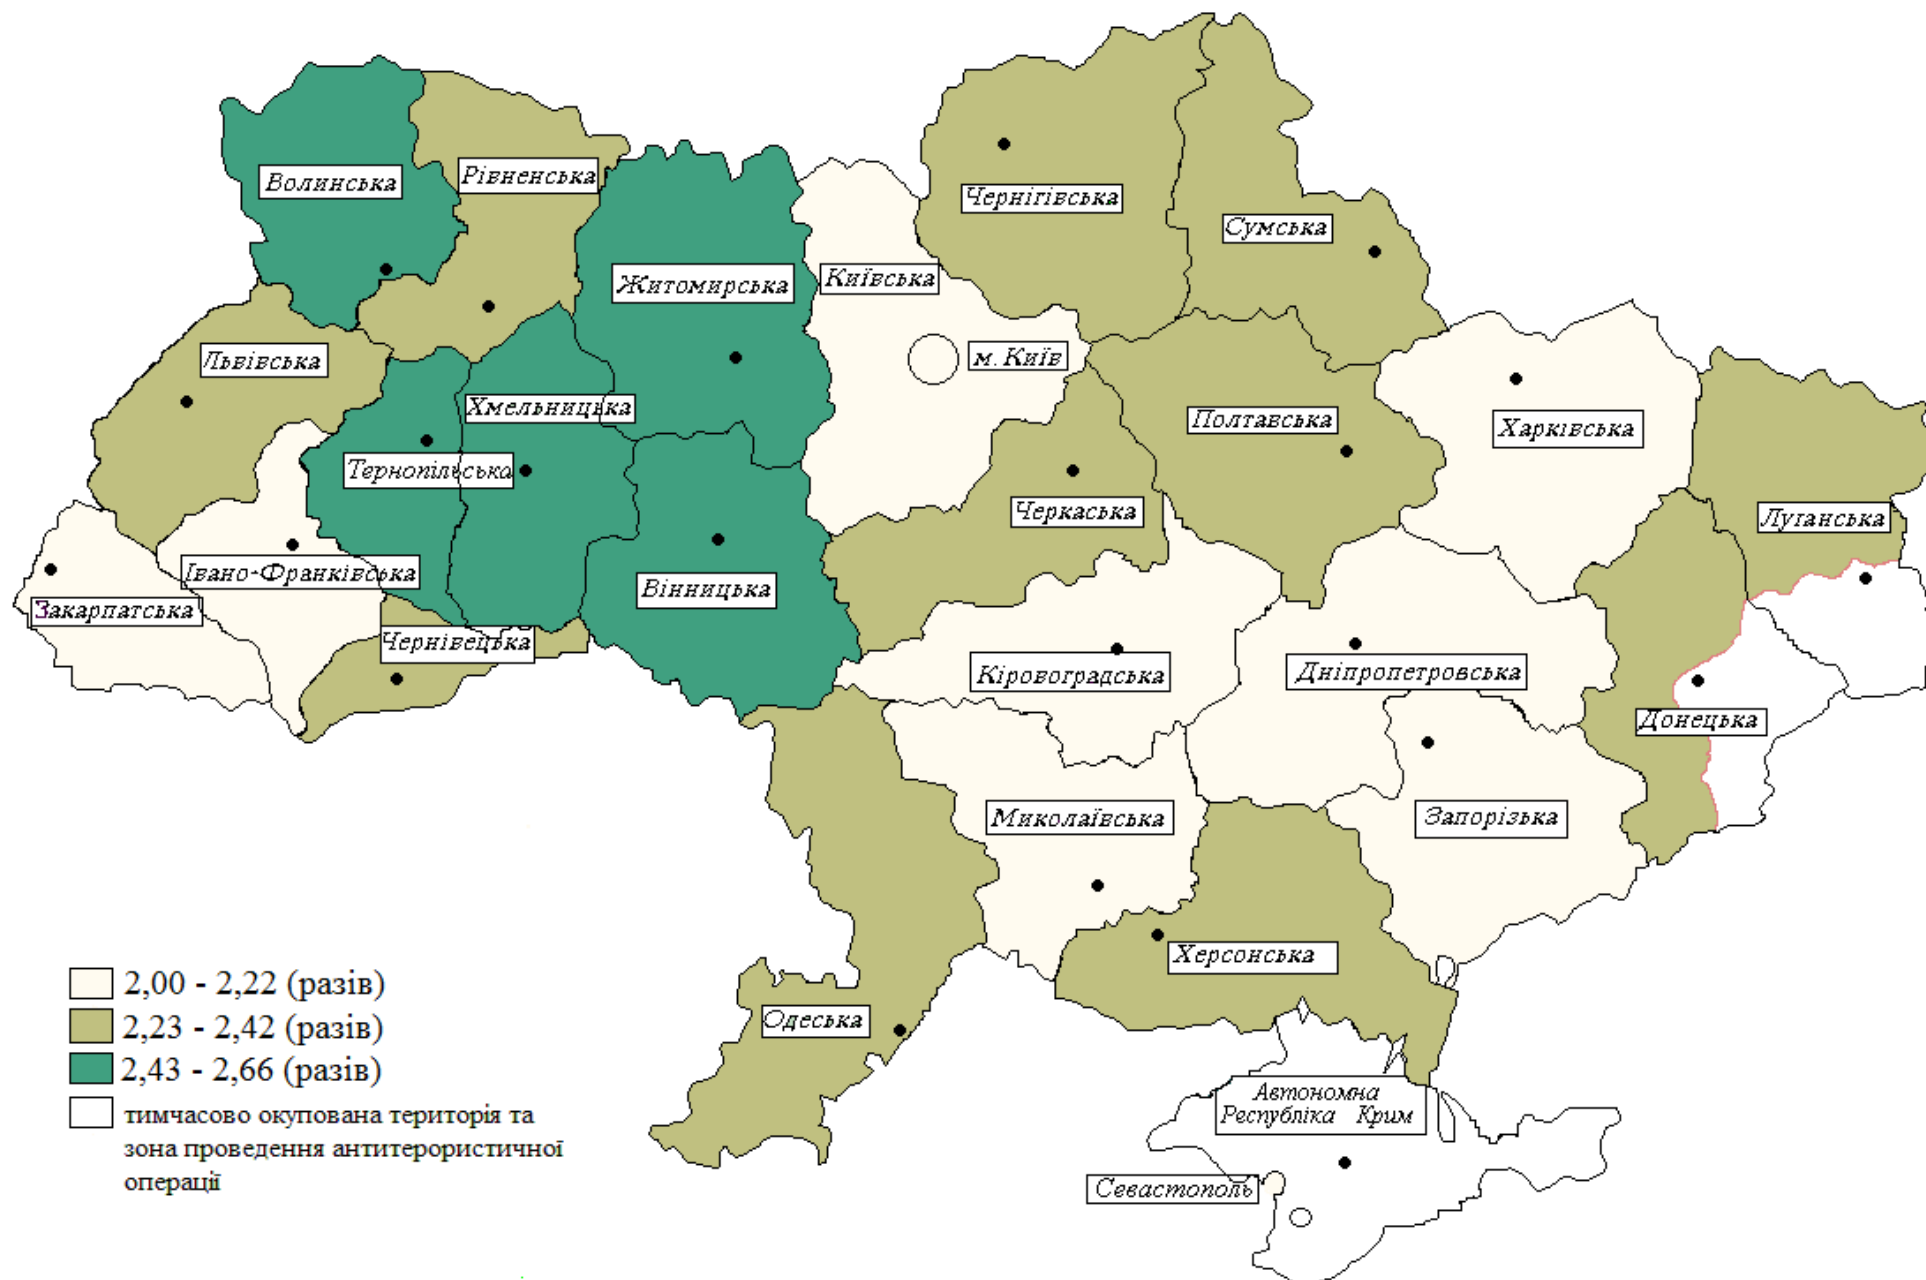 Волинська
Рівненська
Чернігівська
Сумська
Житомирська
Київська
Львівська
м. Київ
Хмельницька
Полтавська
Харківська
Тернопільська
Черкаська
Луганська
Івано-Франківська
Вінницька
Закарпатська
Чернівецька
Кіровоградська
Дніпропетровська
Донецька
Миколаївська
Запорізька
Херсонська
Одеська
2,00 - 2,22 (разів)
2,23 - 2,42 (разів)
2,43 - 2,66 (разів)
тимчасово окупована територія та
зона проведення антитерористичної
операції
Автономна
Республіка Крим
Севастополь